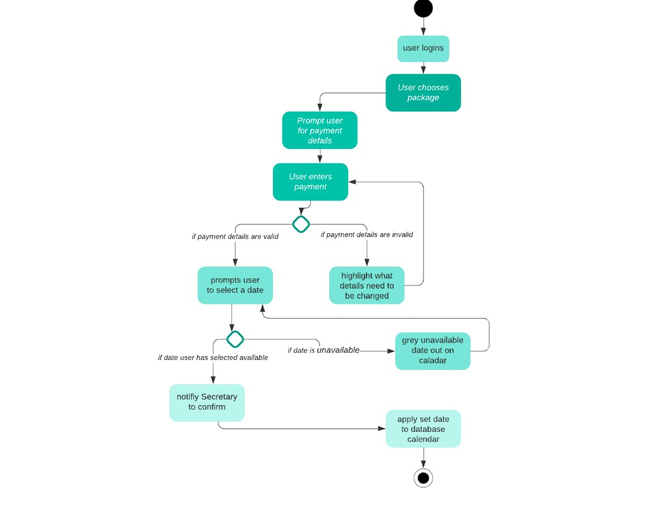 user logins
User chooses
package
Prompt user
for payment
defails
User enters
payment
if payment details are valid
if payment details are invalid
prompts user
to select a date
highlight what
details need to
be changed
if date user has selected available
if date is unavailable
grey unavailable
date out on
caladar
notifiy Secretary
to confirm
apply set date
to database
calendar